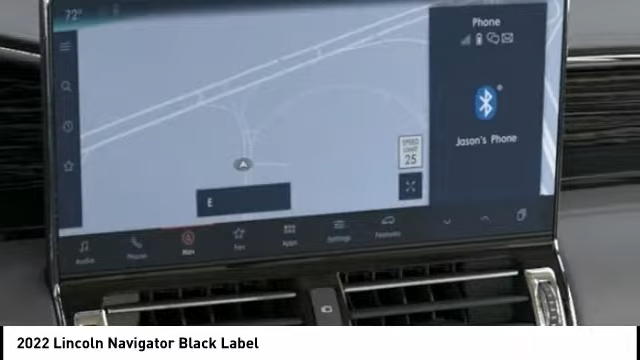 72°
Phone
Jason's Phone
SPEED
LIMIT
25
E
Audio
Phone
Nav
Fav
Apps
Settings
Features
2022 Lincoln Navigator Black Label